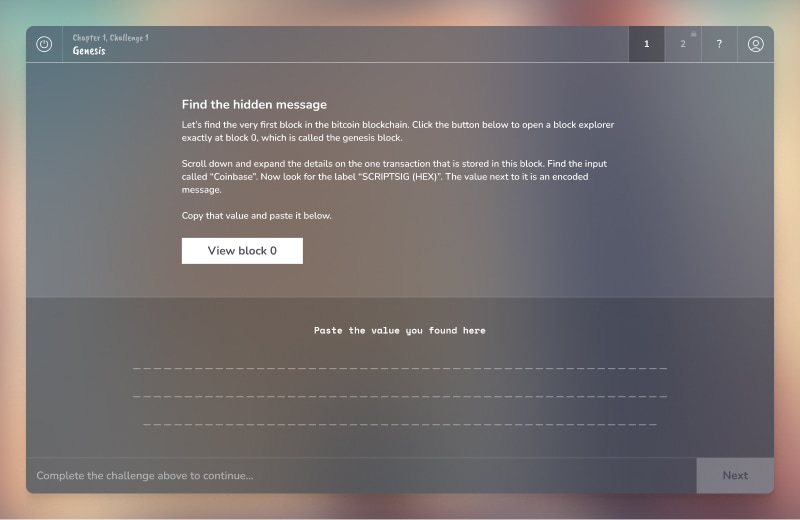 Chapter 1, Challenge 1
Genesis
1
2
?
Find the hidden message
Let’s find the very first block in the bitcoin blockchain. Click the button below to open a block explorer
exactly at block 0, which is called the genesis block.
Scroll down and expand the details on the one transaction that is stored in this block. Find the input
called “Coinbase”. Now look for the label “SCRIPTSIG (HEX)”. The value next to it is an encoded
message.
Copy that value and paste it below.
View block 0
Paste the value you found here
Complete the challenge above to continue...
Next